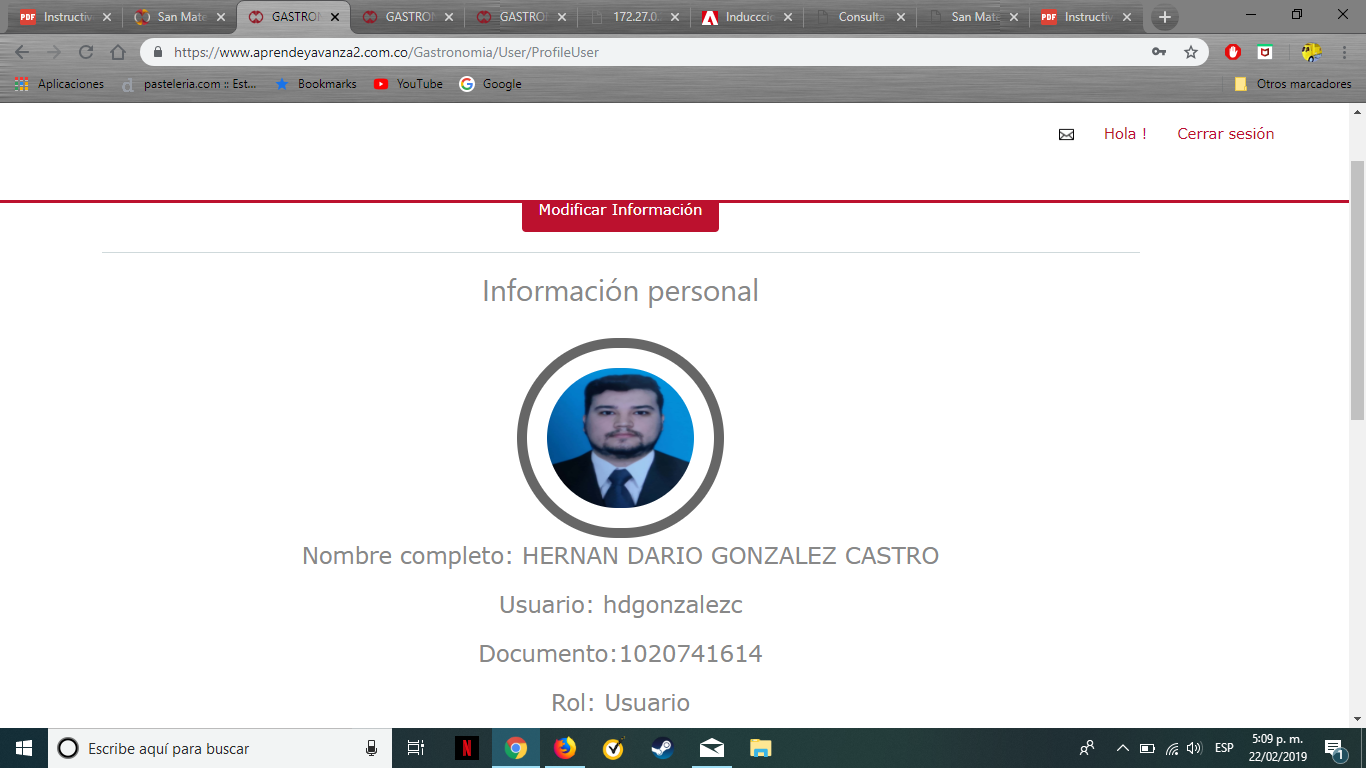 Instructiv
San Mate
GASTRON
GASTRON
GASTRON
172.27.0.
Induccció
Consulta
San Mate
Instructiv
https://www.aprendeyavanza2.com.co/Gastronomia/User/ProfileUser
Aplicaciones
pasteleria.com :: Est...
Bookmarks
YouTube
Google
Otros marcadores
Hola !
Cerrar sesión
Modificar Información
Información personal
Nombre completo: HERNAN DARIO GONZALEZ CASTRO
Usuario: hdgonzalezc
Documento:1020741614
Rol: Usuario
Escribe aquí para buscar
ESP
5:09 p. m.
22/02/2019
1